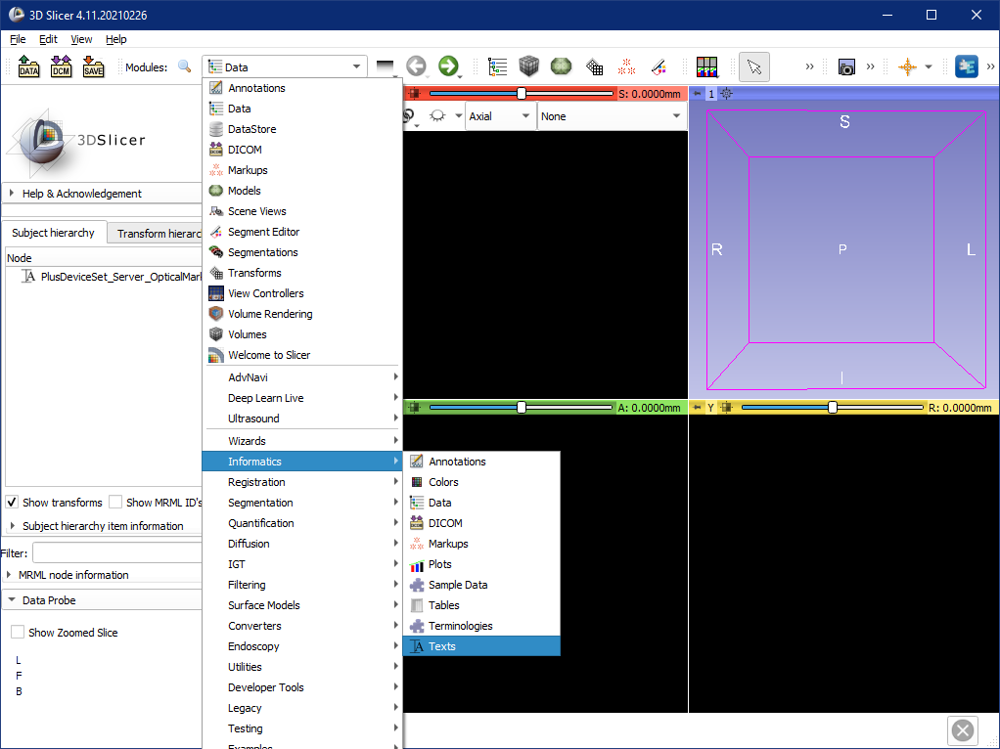 3D Slicer 4.11.20210226
File Edit View Help
DATA DCM SAVE Modules: Data
3DSlicer
Help & Acknowledgement
Subject hierarchy Transform hierarc
Node
PlusDeviceSet_Server_OpticalMark
Show transforms Show MRML ID's
Subject hierarchy item information
Filter:
MRML node information
Data Probe
Show Zoomed Slice
L
F
B
Annotations
Data
DataStore
DICOM
Markups
Models
Scene Views
Segment Editor
Segmentations
Transforms
View Controllers
Volume Rendering
Volumes
Welcome to Slicer
AdvNavi
Deep Learn Live
Ultrasound
Wizards
Informatics
Registration
Segmentation
Quantification
Diffusion
IGT
Filtering
Surface Models
Converters
Endoscopy
Utilities
Developer Tools
Legacy
Testing
Examples
Annotations
Colors
Data
DICOM
Markups
Plots
Sample Data
Tables
Terminologies
Texts
S: 0.0000mm
Axial None
1
S
R P L
I
A: 0.0000mm
Y R: 0.0000mm